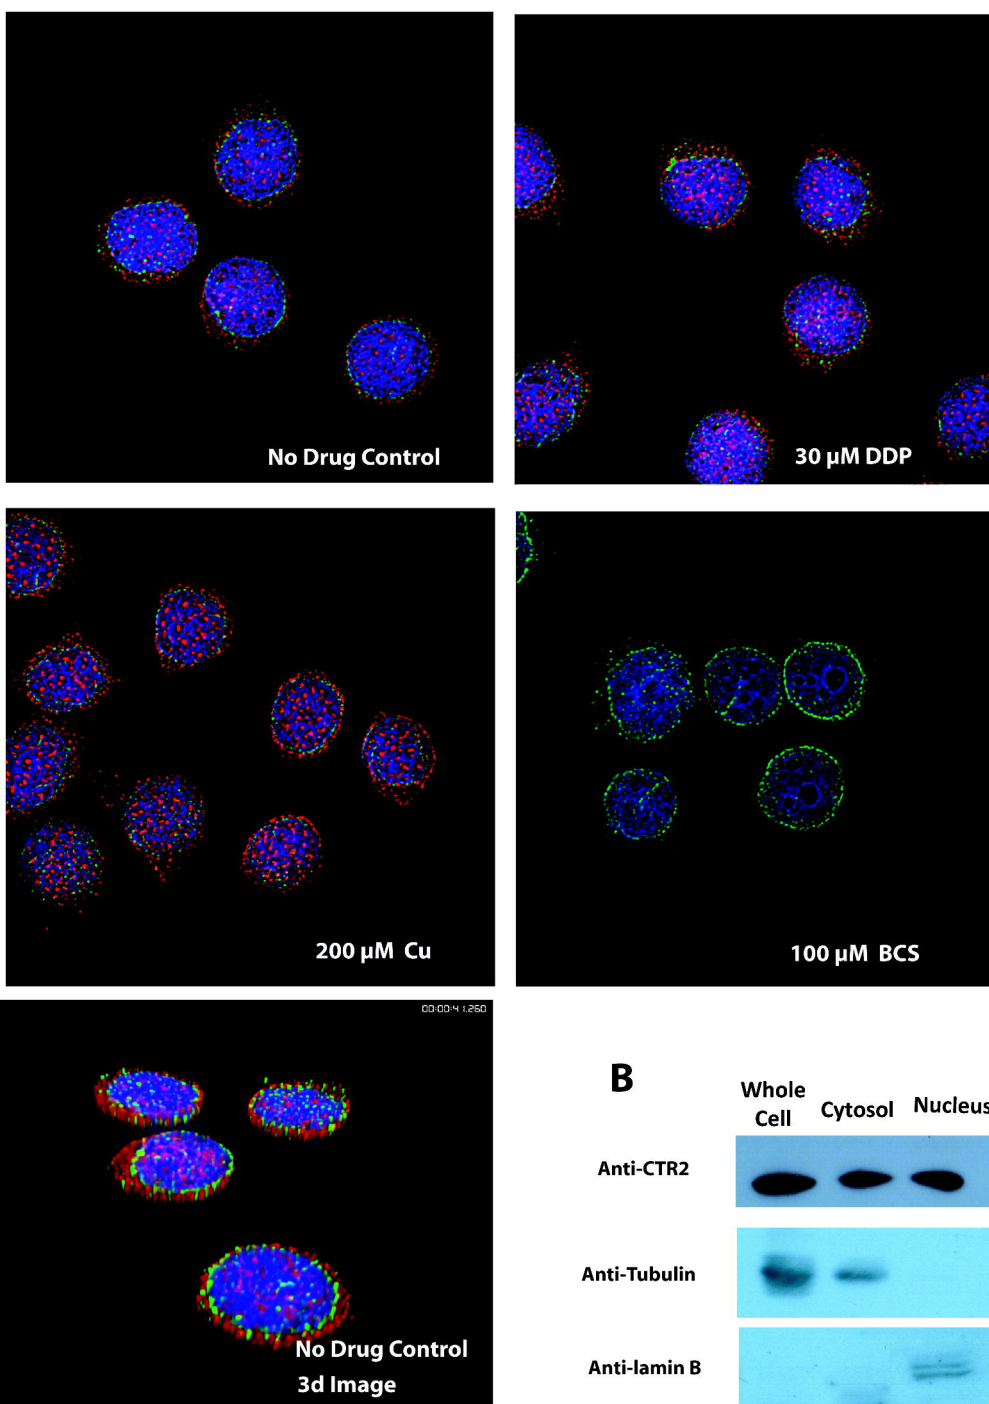 No Drug Control
30 µM DDP
200 µM Cu
100 µM BCS
00:00:41.260
No Drug Control
3d Image
B
Whole Cell
Cytosol
Nucleus
Anti-CTR2
Anti-Tubulin
Anti-lamin B